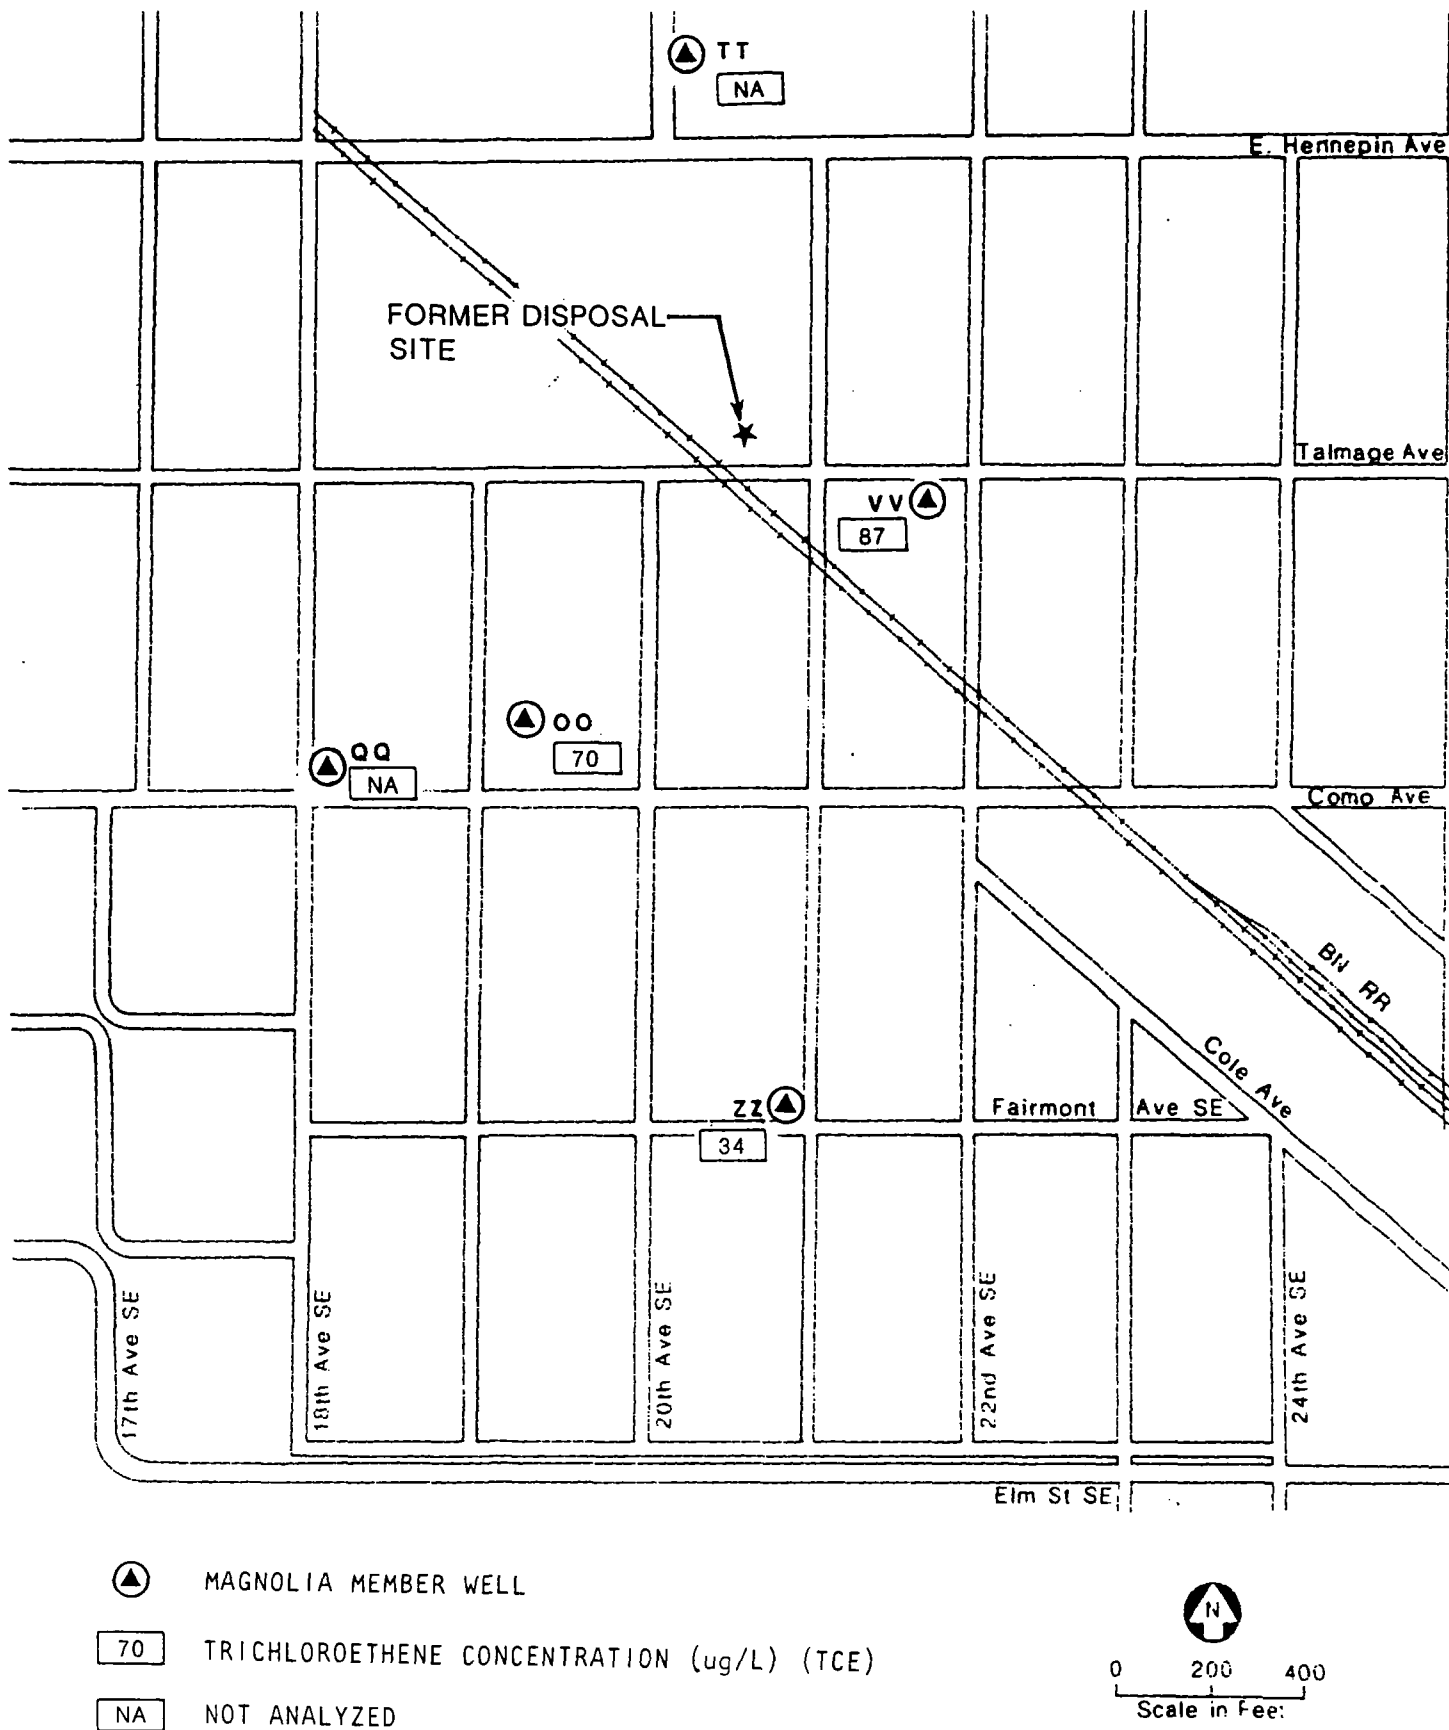 TT
NA
E. Hennepin Ave
FORMER DISPOSAL
SITE
Talmage Ave
VV
87
OO
70
QQ
NA
Como Ave
BN RR
Cole Ave
ZZ
34
Fairmont Ave SE
17th Ave SE
18th Ave SE
20th Ave SE
22nd Ave SE
24th Ave SE
Elm St SE
MAGNOLIA MEMBER WELL
70 TRICHLOROETHENE CONCENTRATION (ug/L) (TCE)
NA NOT ANALYZED
N
0 200 400
Scale in Feet